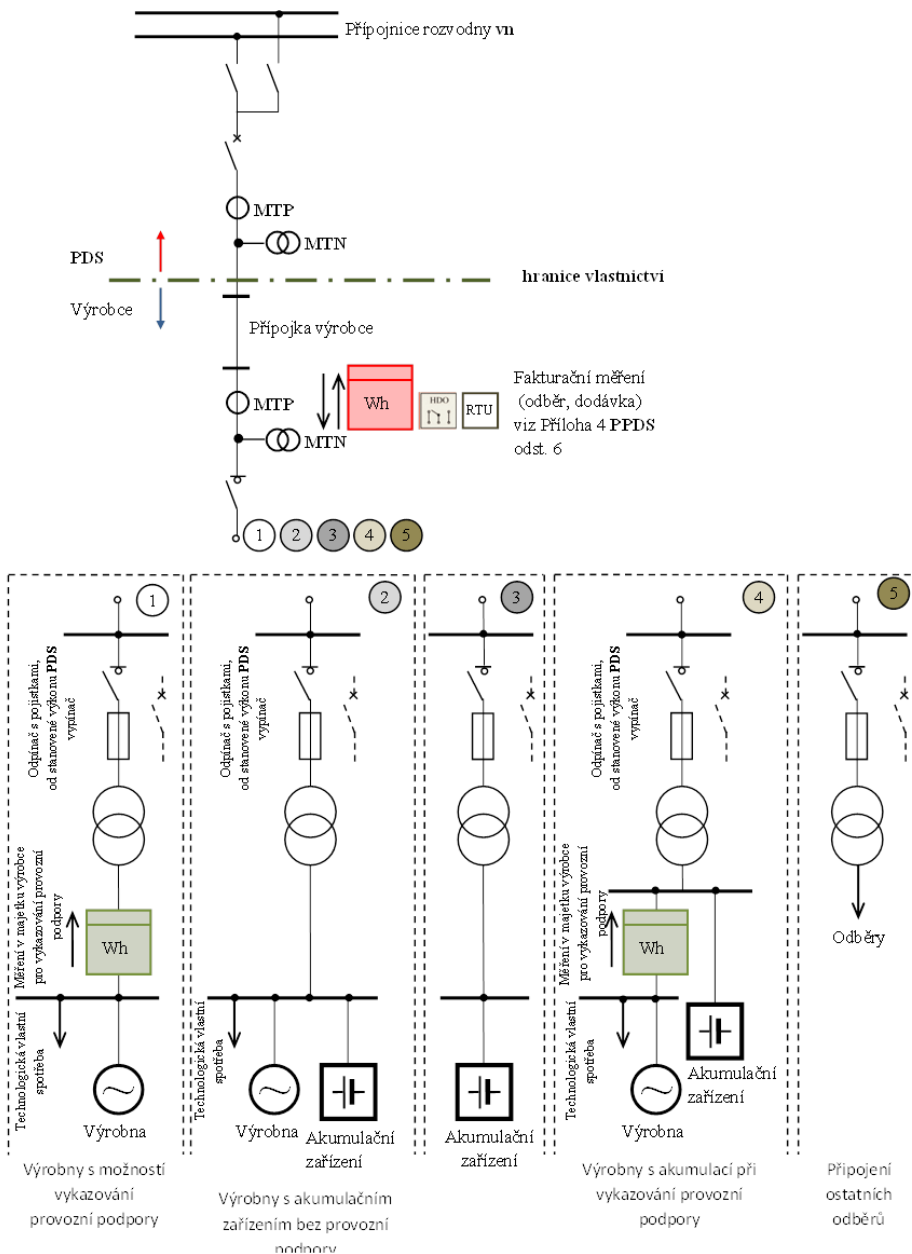 Přípojnice rozvodny vn
MTP
MTN
PDS
hranice vlastnictví
Výrobce
Přípojka výrobce
MTP
MTN
Wh
HDO
RTU
Fakturační měření
(odběr, dodávka)
viz Příloha 4 PPDS
odst. 6
1
2
3
4
5
1
Odpínač s pojistkami,
od stanovené výkonu PDS
vypínač
Měření v majetku výrobce
pro vykazování provozní
podpory
Wh
Technologická vlastní
spotřeba
Výrobna
Výrobny s možností
vykazování
provozní podpory
2
Odpínač s pojistkami,
od stanovené výkonu PDS
vypínač
Technologická vlastní
spotřeba
Výrobna
Akumulační
zařízení
Výrobny s akumulačním
zařízením bez provozní
podpory
3
Akumulační
zařízení
4
Odpínač s pojistkami,
od stanovené výkonu PDS
vypínač
Měření v majetku výrobce
pro vykazování provozní
podpory
Wh
Technologická vlastní
spotřeba
Výrobna
Akumulační
zařízení
Výrobny s akumulací při
vykazování provozní
podpory
5
Odběry
Připojení
ostatních
odběrů